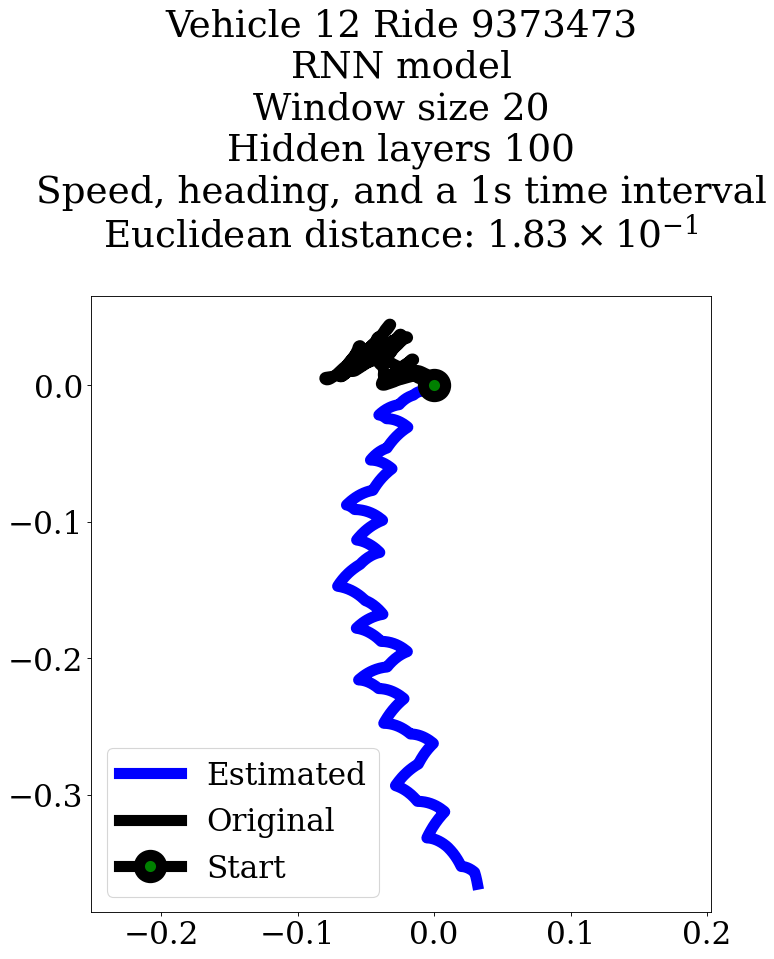 Vehicle 12 Ride 9373473
RNN model
Window size 20
Hidden layers 100
Speed, heading, and a 1s time interval
Euclidean distance: 1.83 × 10⁻¹
0.0
−0.1
−0.2
−0.3
Estimated
Original
Start
−0.2 −0.1 0.0 0.1 0.2